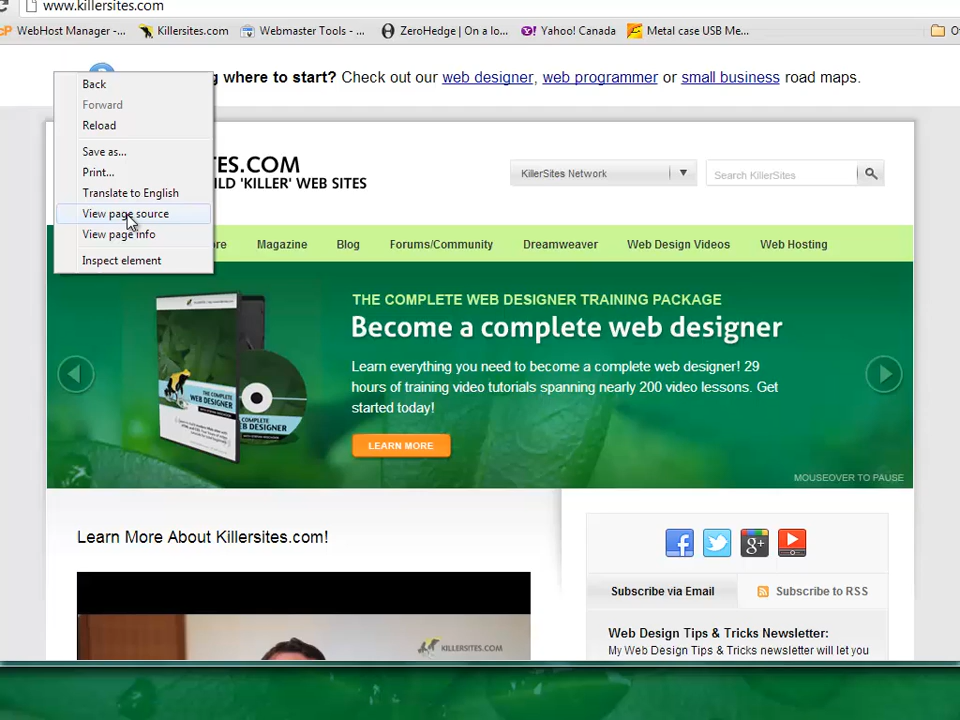 www.killersites.com
WebHost Manager -...
Killersites.com
Webmaster Tools - ...
ZeroHedge | On a lo...
Yahoo! Canada
Metal case USB Me...
where to start? Check out our web designer, web programmer or small business road maps.
Back
Forward
Reload
Save as...
Print...
Translate to English
View page source
View page info
Inspect element
ES.COM
ILD 'KILLER' WEB SITES
KillerSites Network
Search KillerSites
Magazine
Blog
Forums/Community
Dreamweaver
Web Design Videos
Web Hosting
THE COMPLETE WEB DESIGNER TRAINING PACKAGE
Become a complete web designer
Learn everything you need to become a complete web designer! 29
hours of training video tutorials spanning nearly 200 video lessons. Get
started today!
LEARN MORE
MOUSEOVER TO PAUSE
THE COMPLETE
WEB DESIGNER
Learn More About Killersites.com!
KILLERSITES.COM
Subscribe via Email
Subscribe to RSS
Web Design Tips & Tricks Newsletter:
My Web Design Tips & Tricks newsletter will let you